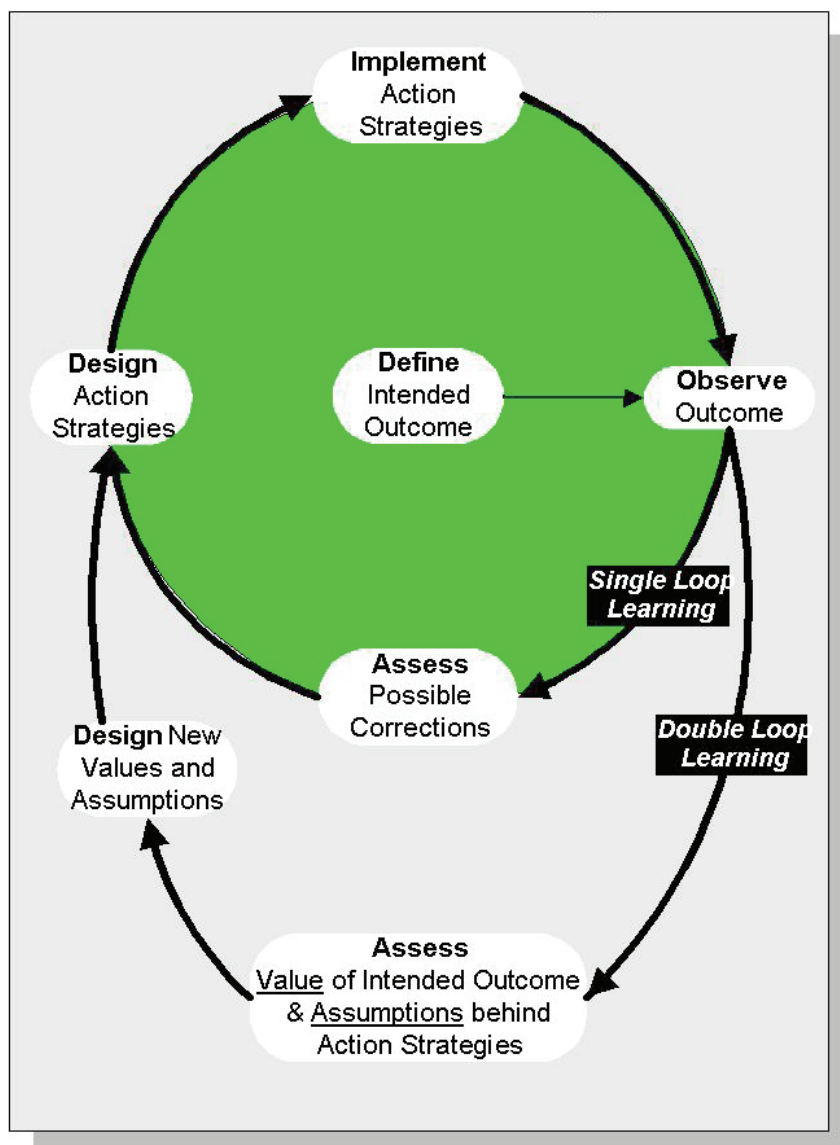 Implement
Action
Strategies
Design
Action
Strategies
Define
Intended
Outcome
Observe
Outcome
Single Loop
Learning
Assess
Possible
Corrections
Double Loop
Learning
Design New
Values and
Assumptions
Assess
Value of Intended Outcome
& Assumptions behind
Action Strategies